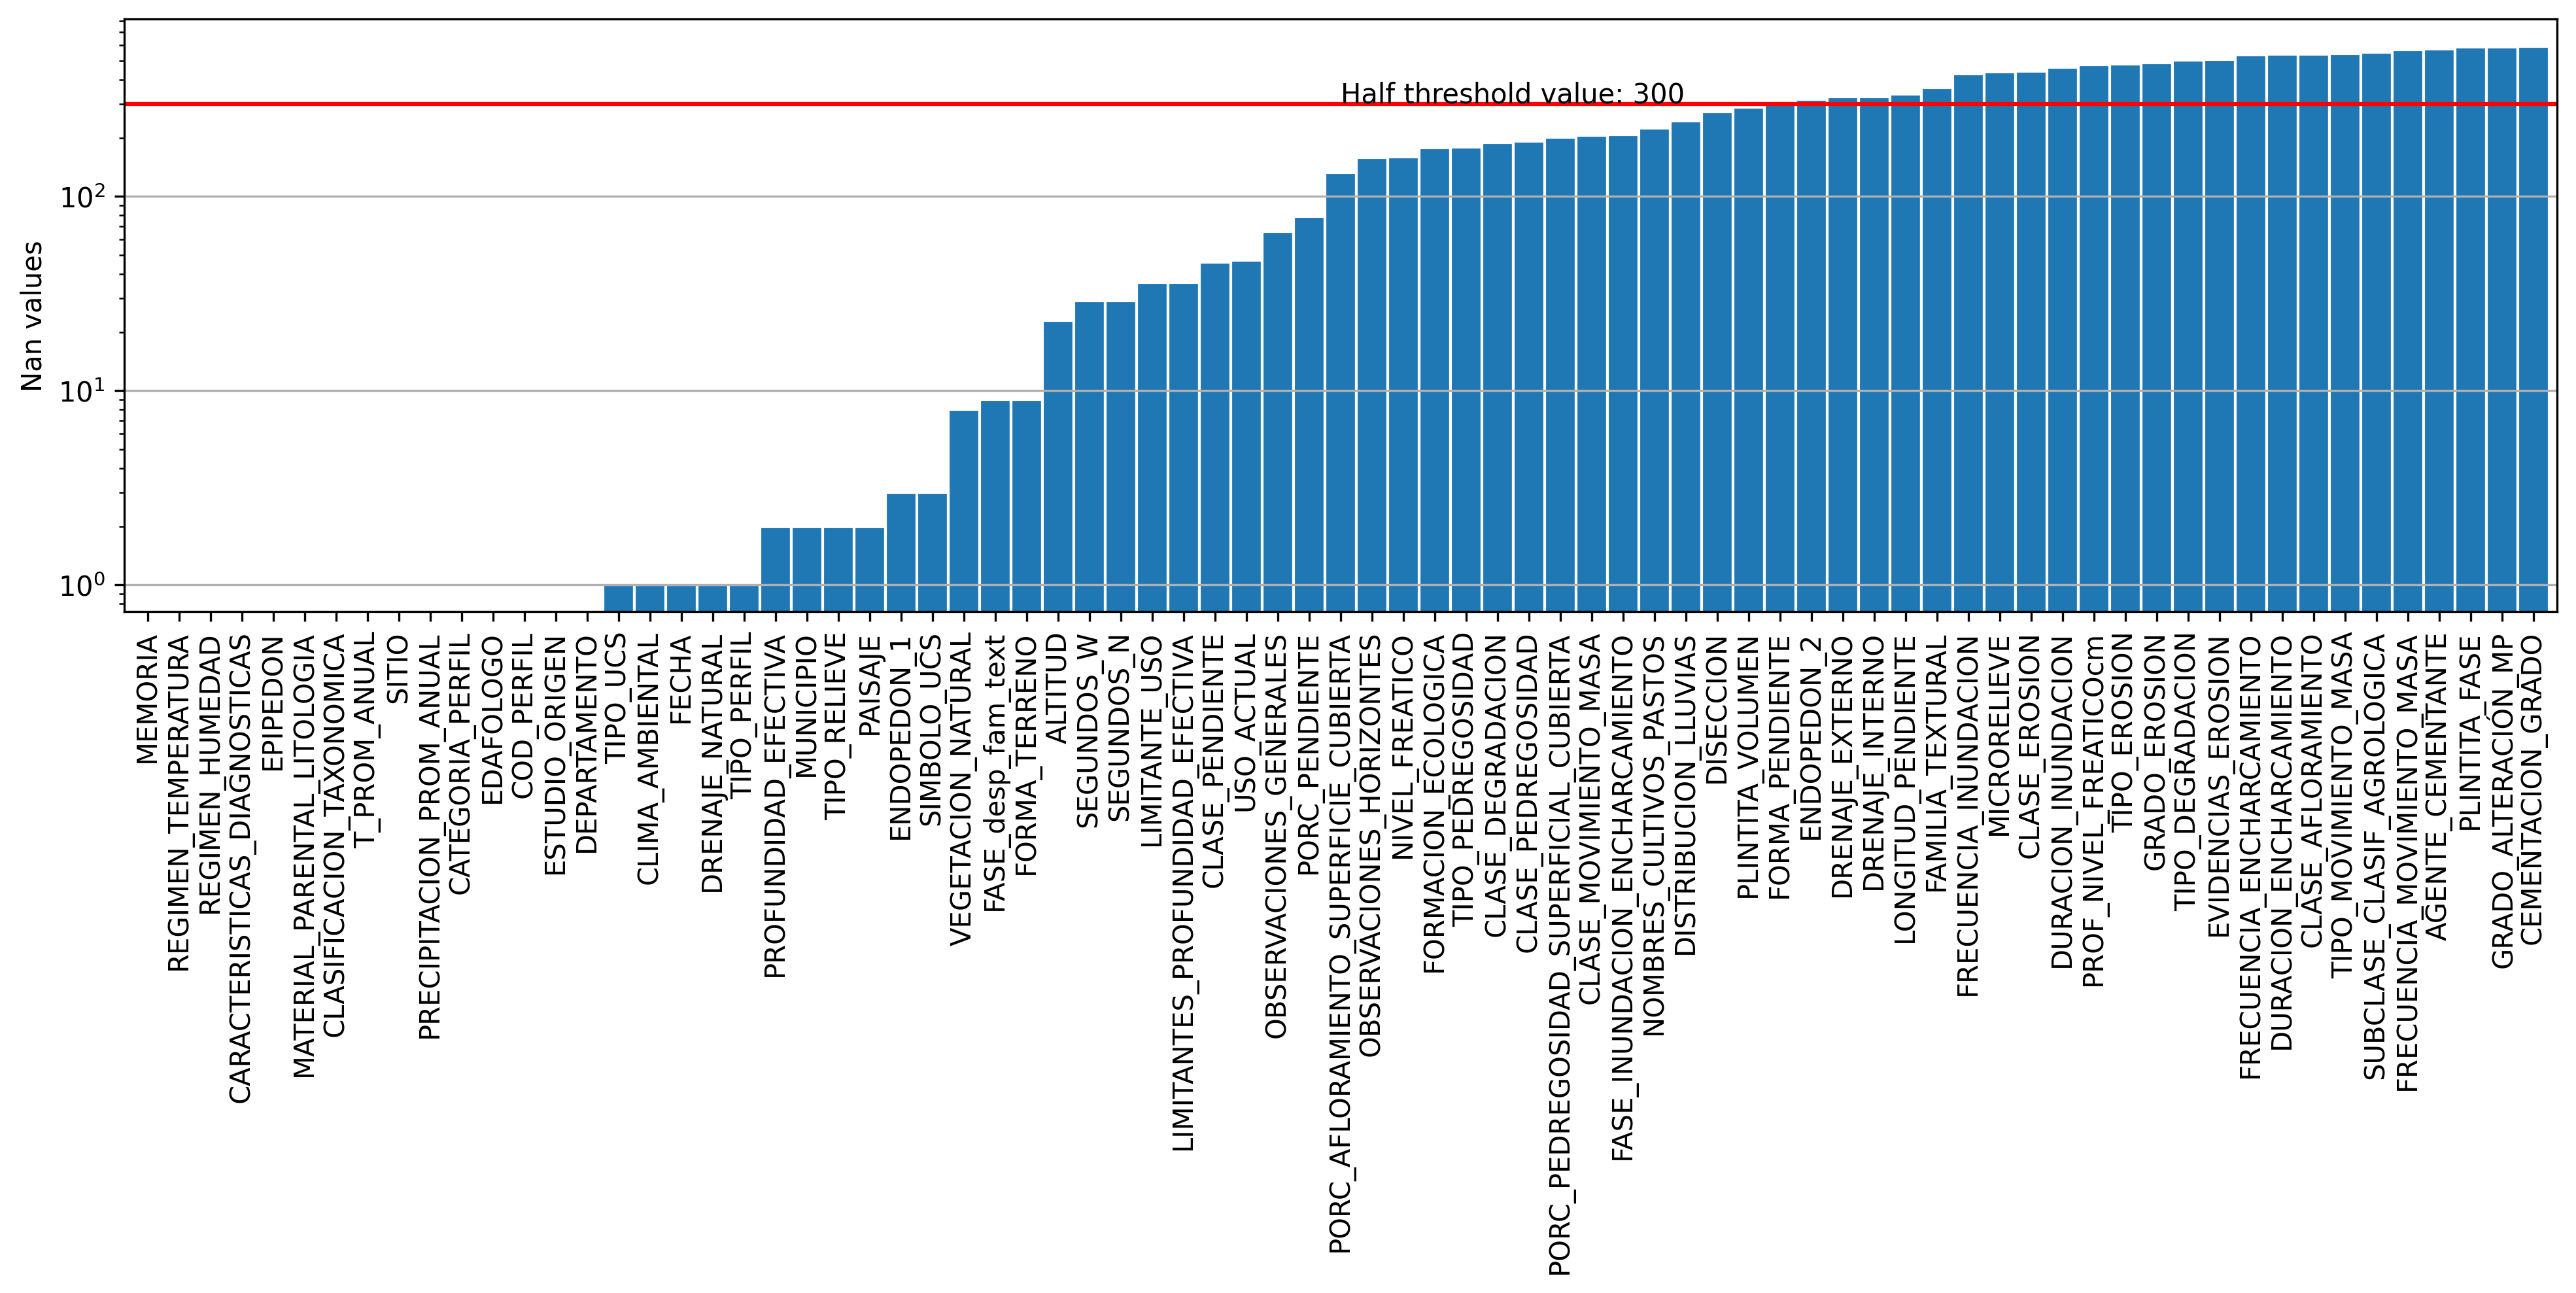 Half threshold value: 300
Nan values
10²
10¹
10⁰
MEMORIA
REGIMEN_TEMPERATURA
REGIMEN_HUMEDAD
CARACTERISTICAS_DIAGNOSTICAS
EPIPEDON
MATERIAL_PARENTAL_LITOLOGIA
CLASIFICACION_TAXONOMICA
T_PROM_ANUAL
SITIO
PRECIPITACION_PROM_ANUAL
CATEGORIA_PERFIL
EDAFOLOGO
COD_PERFIL
ESTUDIO_ORIGEN
DEPARTAMENTO
TIPO_UCS
CLIMA_AMBIENTAL
FECHA
DRENAJE_NATURAL
TIPO_PERFIL
PROFUNDIDAD_EFECTIVA
MUNICIPIO
TIPO_RELIEVE
PAISAJE
ENDOPEDON_1
SIMBOLO_UCS
VEGETACION_NATURAL
FASE_desp_fam_text
FORMA_TERRENO
ALTITUD
SEGUNDOS_W
SEGUNDOS_N
LIMITANTE_USO
LIMITANTES_PROFUNDIDAD_EFECTIVA
CLASE_PENDIENTE
USO_ACTUAL
OBSERVACIONES_GENERALES
PORC_PENDIENTE
PORC_AFLORAMIENTO_SUPERFICIE_CUBIERTA
OBSERVACIONES_HORIZONTES
NIVEL_FREATICO
FORMACION_ECOLOGICA
TIPO_PEDREGOSIDAD
CLASE_DEGRADACION
CLASE_PEDREGOSIDAD
PORC_PEDREGOSIDAD_SUPERFICIAL_CUBIERTA
CLASE_MOVIMIENTO_MASA
FASE_INUNDACION_ENCHARCAMIENTO
NOMBRES_CULTIVOS_PASTOS
DISTRIBUCION_LLUVIAS
DISECCION
PLINTITA_VOLUMEN
FORMA_PENDIENTE
ENDOPEDON_2
DRENAJE_EXTERNO
DRENAJE_INTERNO
LONGITUD_PENDIENTE
FAMILIA_TEXTURAL
FRECUENCIA_INUNDACION
MICRORELIEVE
CLASE_EROSION
DURACION_INUNDACION
PROF_NIVEL_FREATICOcm
TIPO_EROSION
GRADO_EROSION
TIPO_DEGRADACION
EVIDENCIAS_EROSION
FRECUENCIA_ENCHARCAMIENTO
DURACION_ENCHARCAMIENTO
CLASE_AFLORAMIENTO
TIPO_MOVIMIENTO_MASA
SUBCLASE_CLASIF_AGROLOGICA
FRECUENCIA_MOVIMIENTO_MASA
AGENTE_CEMENTANTE
PLINTITA_FASE
GRADO_ALTERACIÓN_MP
CEMENTACION_GRADO